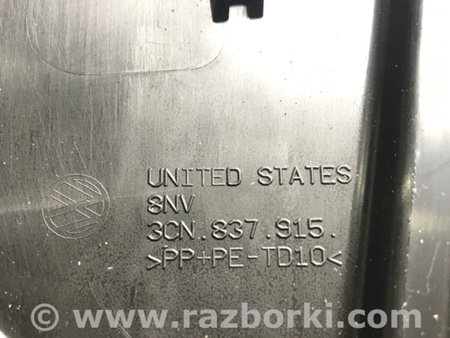 UNITED STATES
8NV
3CN.837.915.
>PP+PE-TD10<
© www.razborki.com